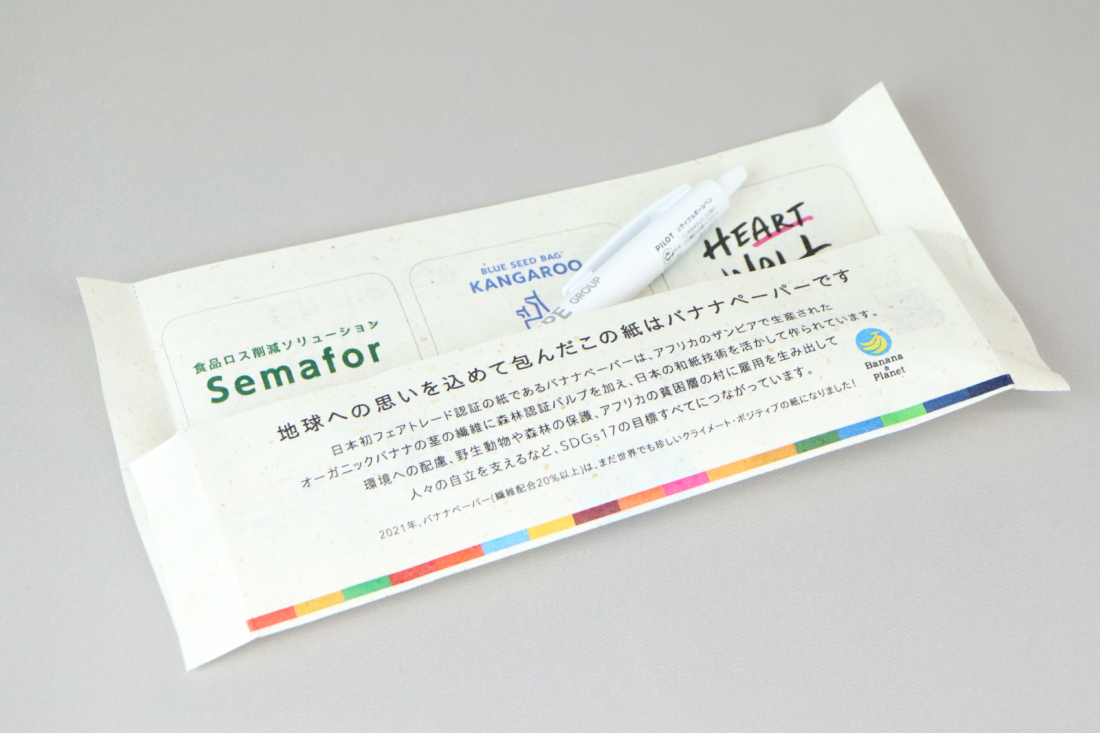 食品ロス削減ソリューション
Semafor
BLUE SEED BAG
KANGAROO
GROUP
PILOT リサイクルボールペン
HEART
地球への思いを込めて包んだこの紙はバナナペーパーです
日本初フェアトレード認証の紙であるバナナペーパーは、アフリカのザンビアで生産された
オーガニックバナナの茎の繊維に森林認証パルプを加え、日本の和紙技術を活かして作られています。
環境への配慮、野生動物や森林の保護、アフリカの貧困層の村に雇用を生み出して
人々の自立を支えるなど、SDGs17の目標すべてにつながっています。
2021年、バナナペーパー(繊維配合20%以上)は、まだ世界でも珍しいクライメート・ポジティブの紙になりました!
Banana
&
Planet